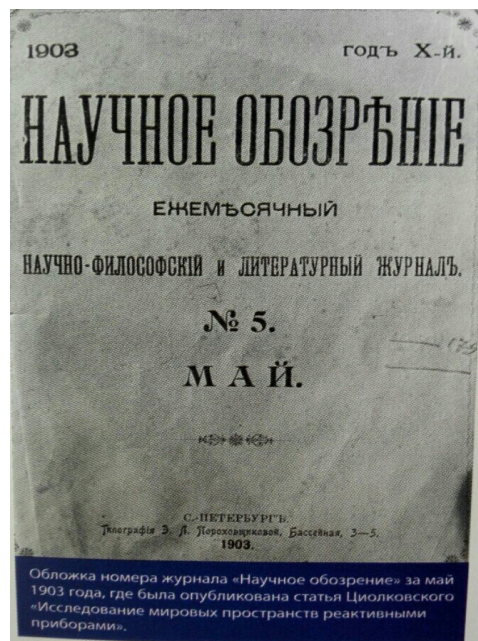 1903 годъ X-й.
НАУЧНОЕ ОБОЗРѢНІЕ
ЕЖЕМѢСЯЧНЫЙ
НАУЧНО-ФИЛОСОФСКІЙ и ЛИТЕРАТУРНЫЙ ЖУРНАЛЪ.
№ 5.
МАЙ.
С.-ПЕТЕРБУРГЪ.
Типографія Э. Л. Пороховщиковой, Бассейная, 3—5.
1903.
Обложка номера журнала «Научное обозрение» за май
1903 года, где была опубликована статья Циолковского
«Исследование мировых пространств реактивными
приборами».